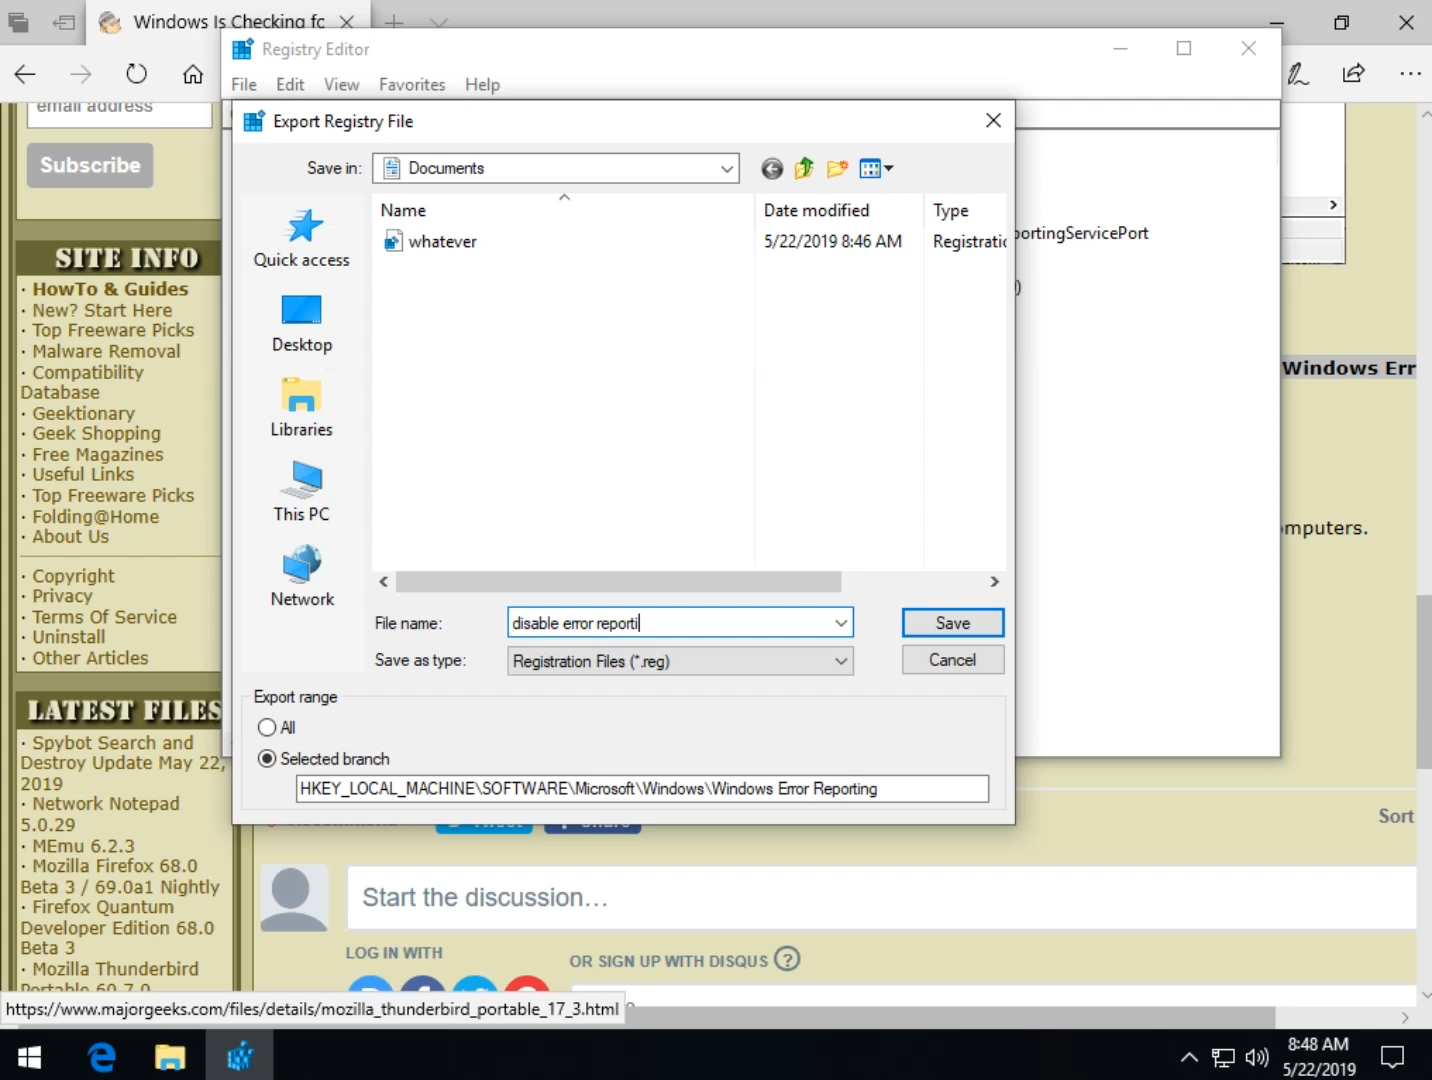 Windows Is Checking fc
Registry Editor
File Edit View Favorites Help
email address
Subscribe
Export Registry File
Save in: Documents
Name Date modified Type
whatever 5/22/2019 8:46 AM Registratic
Quick access
Desktop
Libraries
This PC
Network
File name: disable error reporti Save
Save as type: Registration Files (*.reg) Cancel
Export range
All
Selected branch
HKEY_LOCAL_MACHINE\SOFTWARE\Microsoft\Windows\Windows Error Reporting
ortingServicePort
Windows Err
omputers.
SITE INFO
· HowTo & Guides
· New? Start Here
· Top Freeware Picks
· Malware Removal
· Compatibility
Database
· Geektionary
· Geek Shopping
· Free Magazines
· Useful Links
· Top Freeware Picks
· Folding@Home
· About Us
· Copyright
· Privacy
· Terms Of Service
· Uninstall
· Other Articles
LATEST FILES
· Spybot Search and
Destroy Update May 22,
2019
· Network Notepad
5.0.29
· MEmu 6.2.3
· Mozilla Firefox 68.0
Beta 3 / 69.0a1 Nightly
· Firefox Quantum
Developer Edition 68.0
Beta 3
· Mozilla Thunderbird
Portable 60.7.0
Tweet
Share
Sort
Start the discussion…
LOG IN WITH
OR SIGN UP WITH DISQUS ?
https://www.majorgeeks.com/files/details/mozilla_thunderbird_portable_17_3.html
8:48 AM
5/22/2019